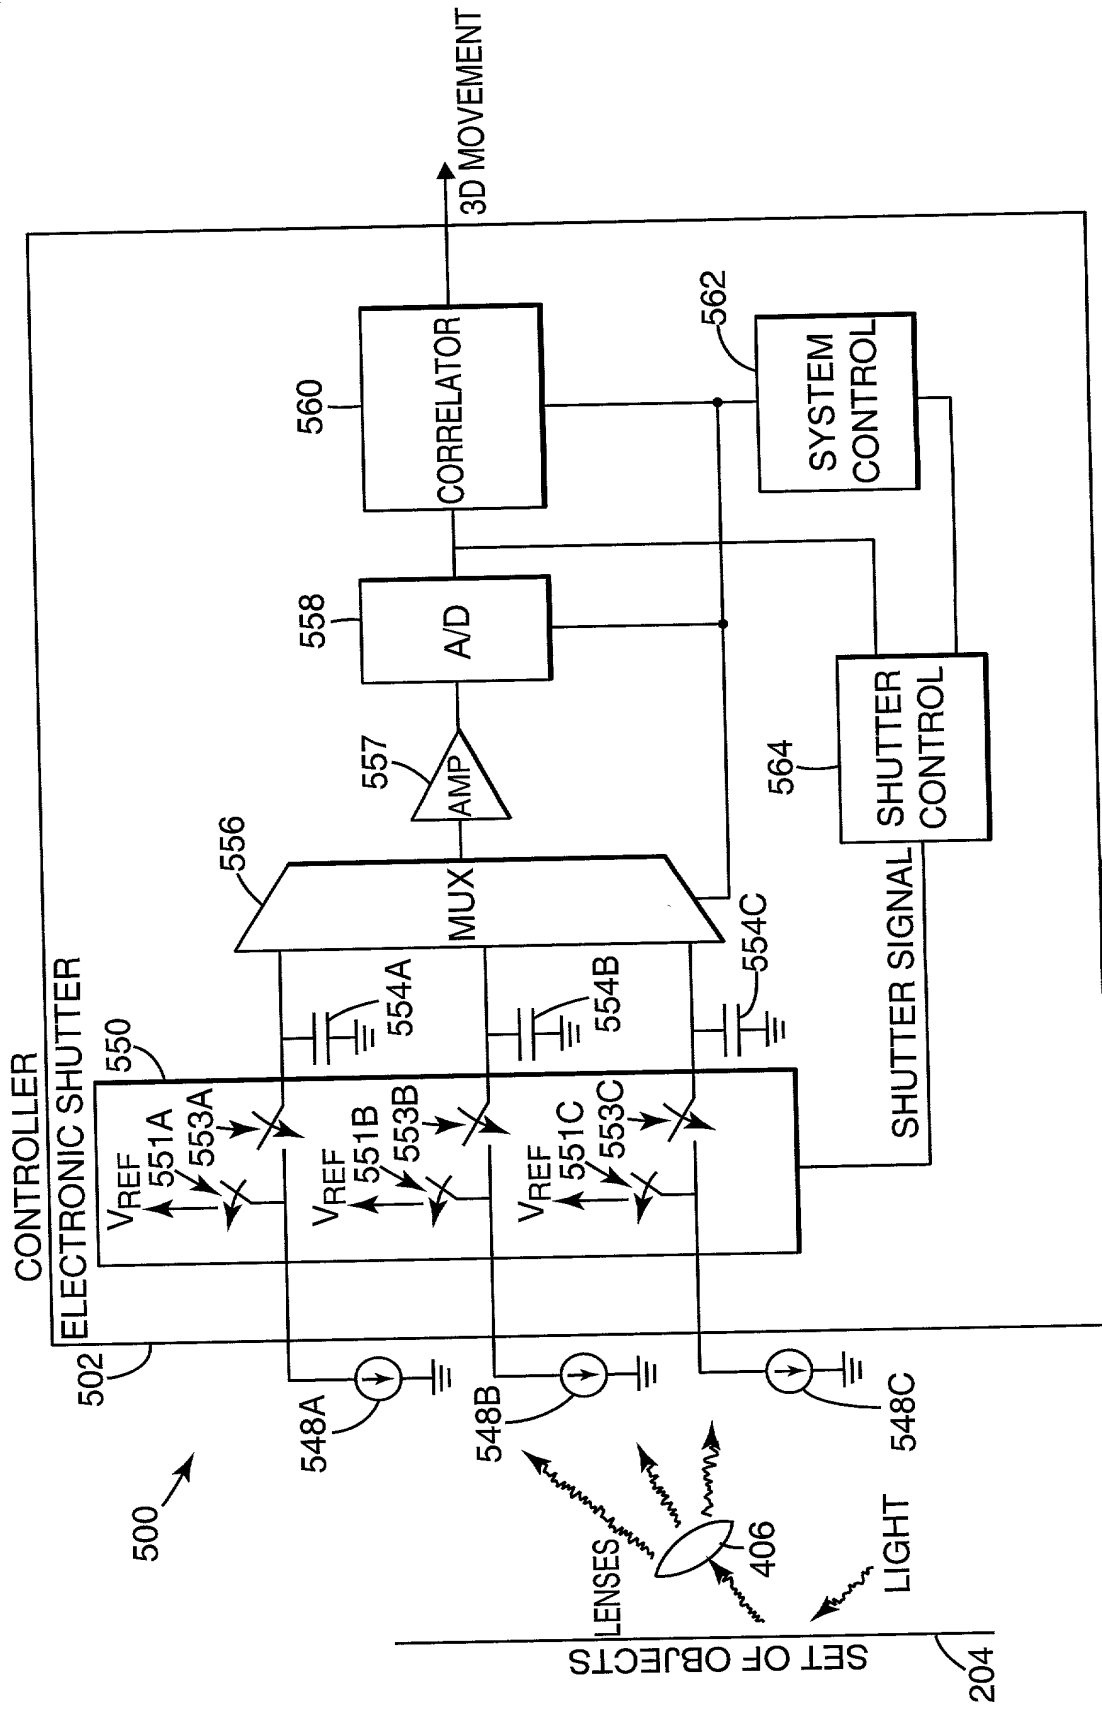 500
CONTROLLER
502
ELECTRONIC SHUTTER
550
VREF
551A
553A
VREF
551B
553B
VREF
551C
553C
548A
548B
548C
554A
554B
554C
556
MUX
557
AMP
558
A/D
560
CORRELATOR
3D MOVEMENT
562
SYSTEM
CONTROL
564
SHUTTER
CONTROL
SHUTTER SIGNAL
LENSES
406
LIGHT
SET OF OBJECTS
204